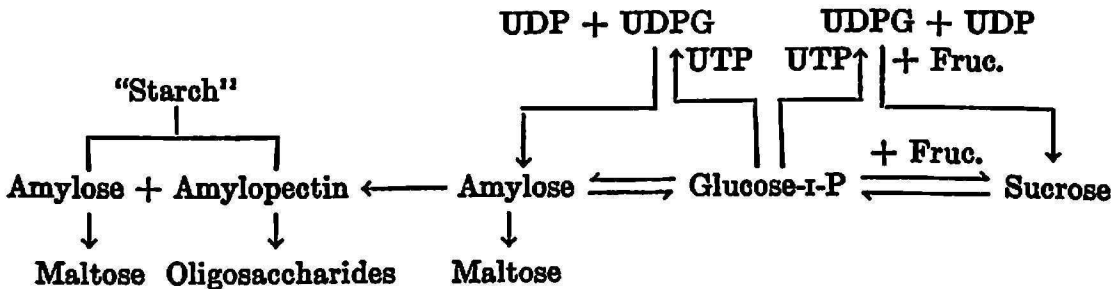 UDP + UDPG UDPG + UDP
UTP UTP + Fruc.
"Starch"
+ Fruc.
Amylose + Amylopectin Amylose Glucose-1-P Sucrose
Maltose Oligosaccharides Maltose